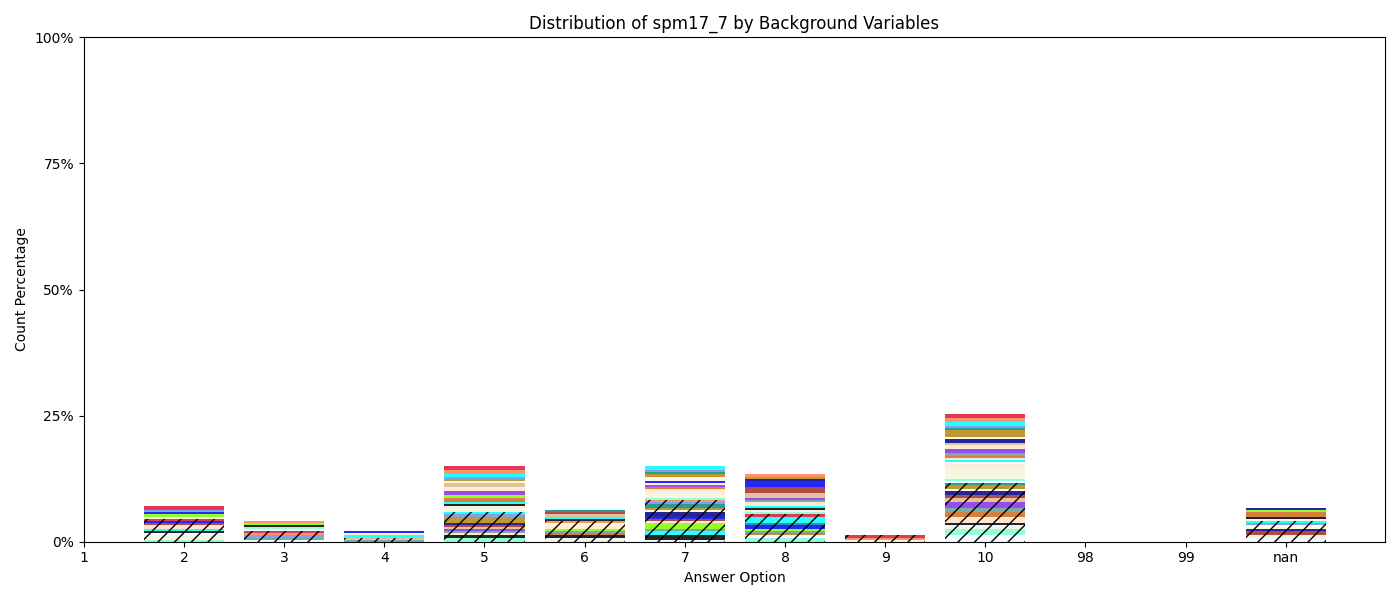 Distribution of spm17_7 by Background Variables
100%
75%
50%
25%
0%
Count Percentage
1 2 3 4 5 6 7 8 9 10 98 99 nan
Answer Option